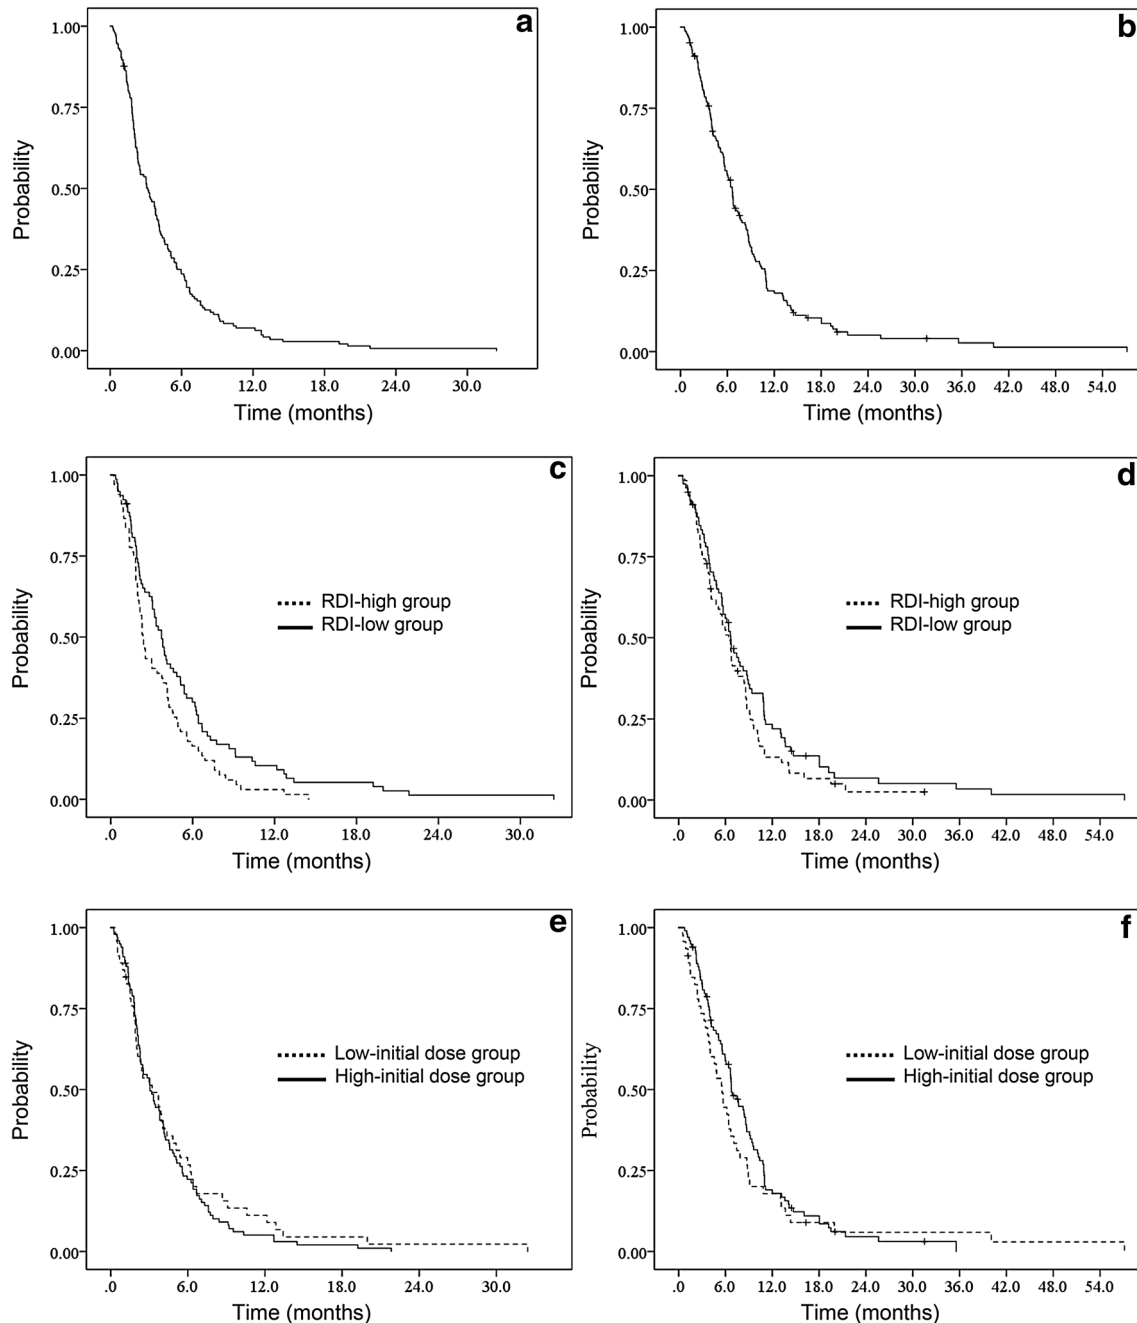 a
1.00
0.75
0.50
0.25
0.00
Probability
.0 6.0 12.0 18.0 24.0 30.0
Time (months)
b
1.00
0.75
0.50
0.25
0.00
Probability
.0 6.0 12.0 18.0 24.0 30.0 36.0 42.0 48.0 54.0
Time (months)
c
1.00
0.75
0.50
0.25
0.00
Probability
RDI-high group
RDI-low group
.0 6.0 12.0 18.0 24.0 30.0
Time (months)
d
1.00
0.75
0.50
0.25
0.00
Probability
RDI-high group
RDI-low group
.0 6.0 12.0 18.0 24.0 30.0 36.0 42.0 48.0 54.0
Time (months)
e
1.00
0.75
0.50
0.25
0.00
Probability
Low-initial dose group
High-initial dose group
.0 6.0 12.0 18.0 24.0 30.0
Time (months)
f
1.00
0.75
0.50
0.25
0.00
Probability
Low-initial dose group
High-initial dose group
.0 6.0 12.0 18.0 24.0 30.0 36.0 42.0 48.0 54.0
Time (months)